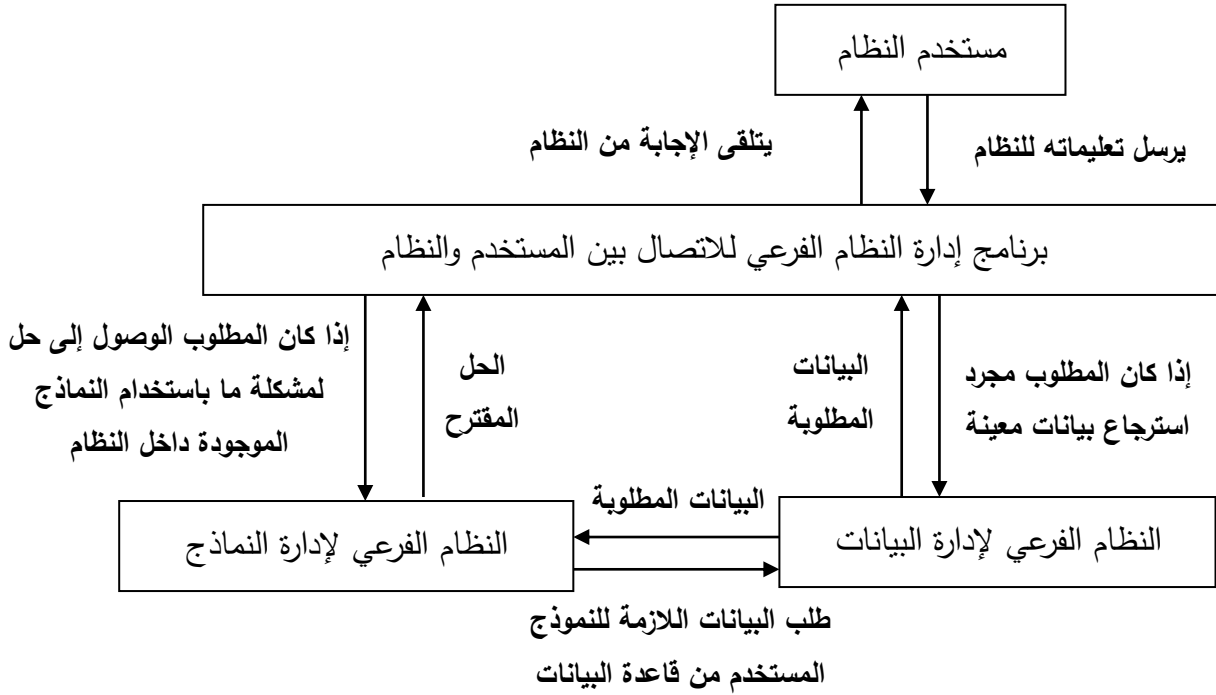 مستخدم النظام
يرسل تعليماته للنظام
يتلقى الإجابة من النظام
برنامج إدارة النظام الفرعي للاتصال بين المستخدم والنظام
إذا كان المطلوب مجرد
استرجاع بيانات معينة
البيانات
المطلوبة
الحل
المقترح
إذا كان المطلوب الوصول إلى حل
لمشكلة ما باستخدام النماذج
الموجودة داخل النظام
النظام الفرعي لإدارة البيانات
البيانات المطلوبة
النظام الفرعي لإدارة النماذج
طلب البيانات اللازمة للنموذج
المستخدم من قاعدة البيانات